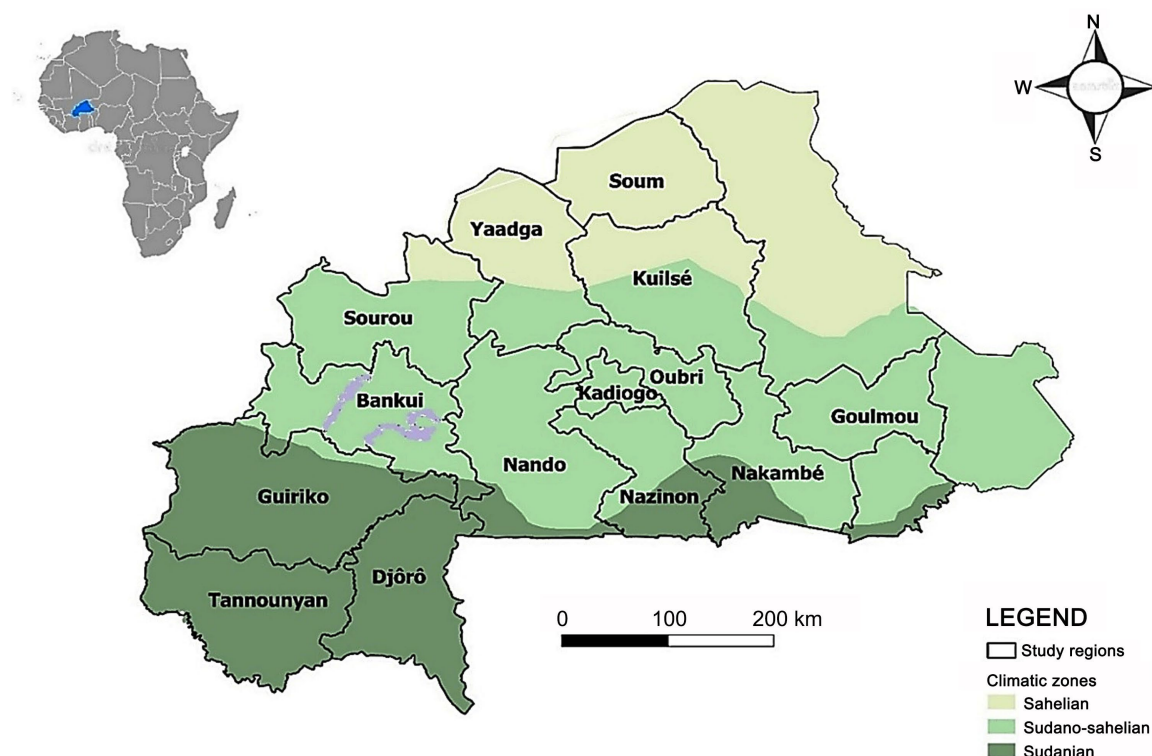 N
W
S
Soum
Yaadga
Kuilsé
Sourou
Oubri
Kadiogo
Bankui
Goulmou
Nando
Nakambé
Nazinon
Guiriko
Djôrô
Tannounyan
0 100 200 km
LEGEND
Study regions
Climatic zones
Sahelian
Sudano-sahelian
Sudanian